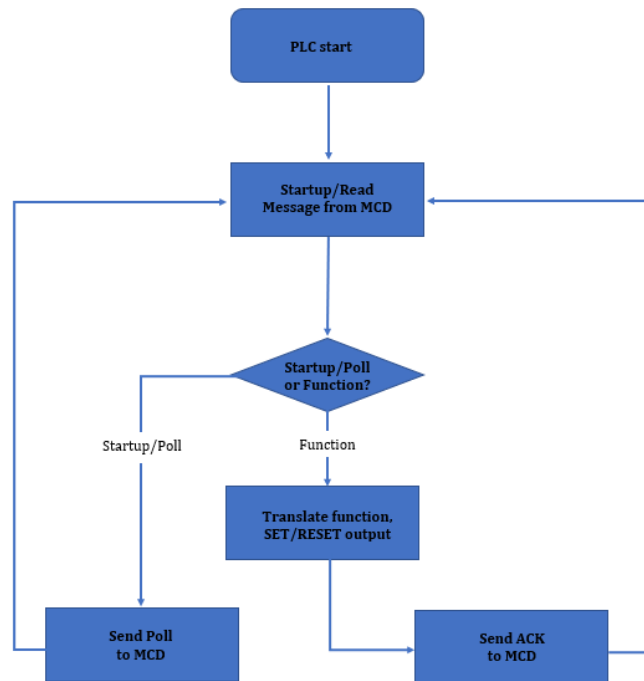 PLC start
Startup/Read
Message from MCD
Startup/Poll
or Function?
Startup/Poll
Function
Translate function,
SET/RESET output
Send Poll
to MCD
Send ACK
to MCD